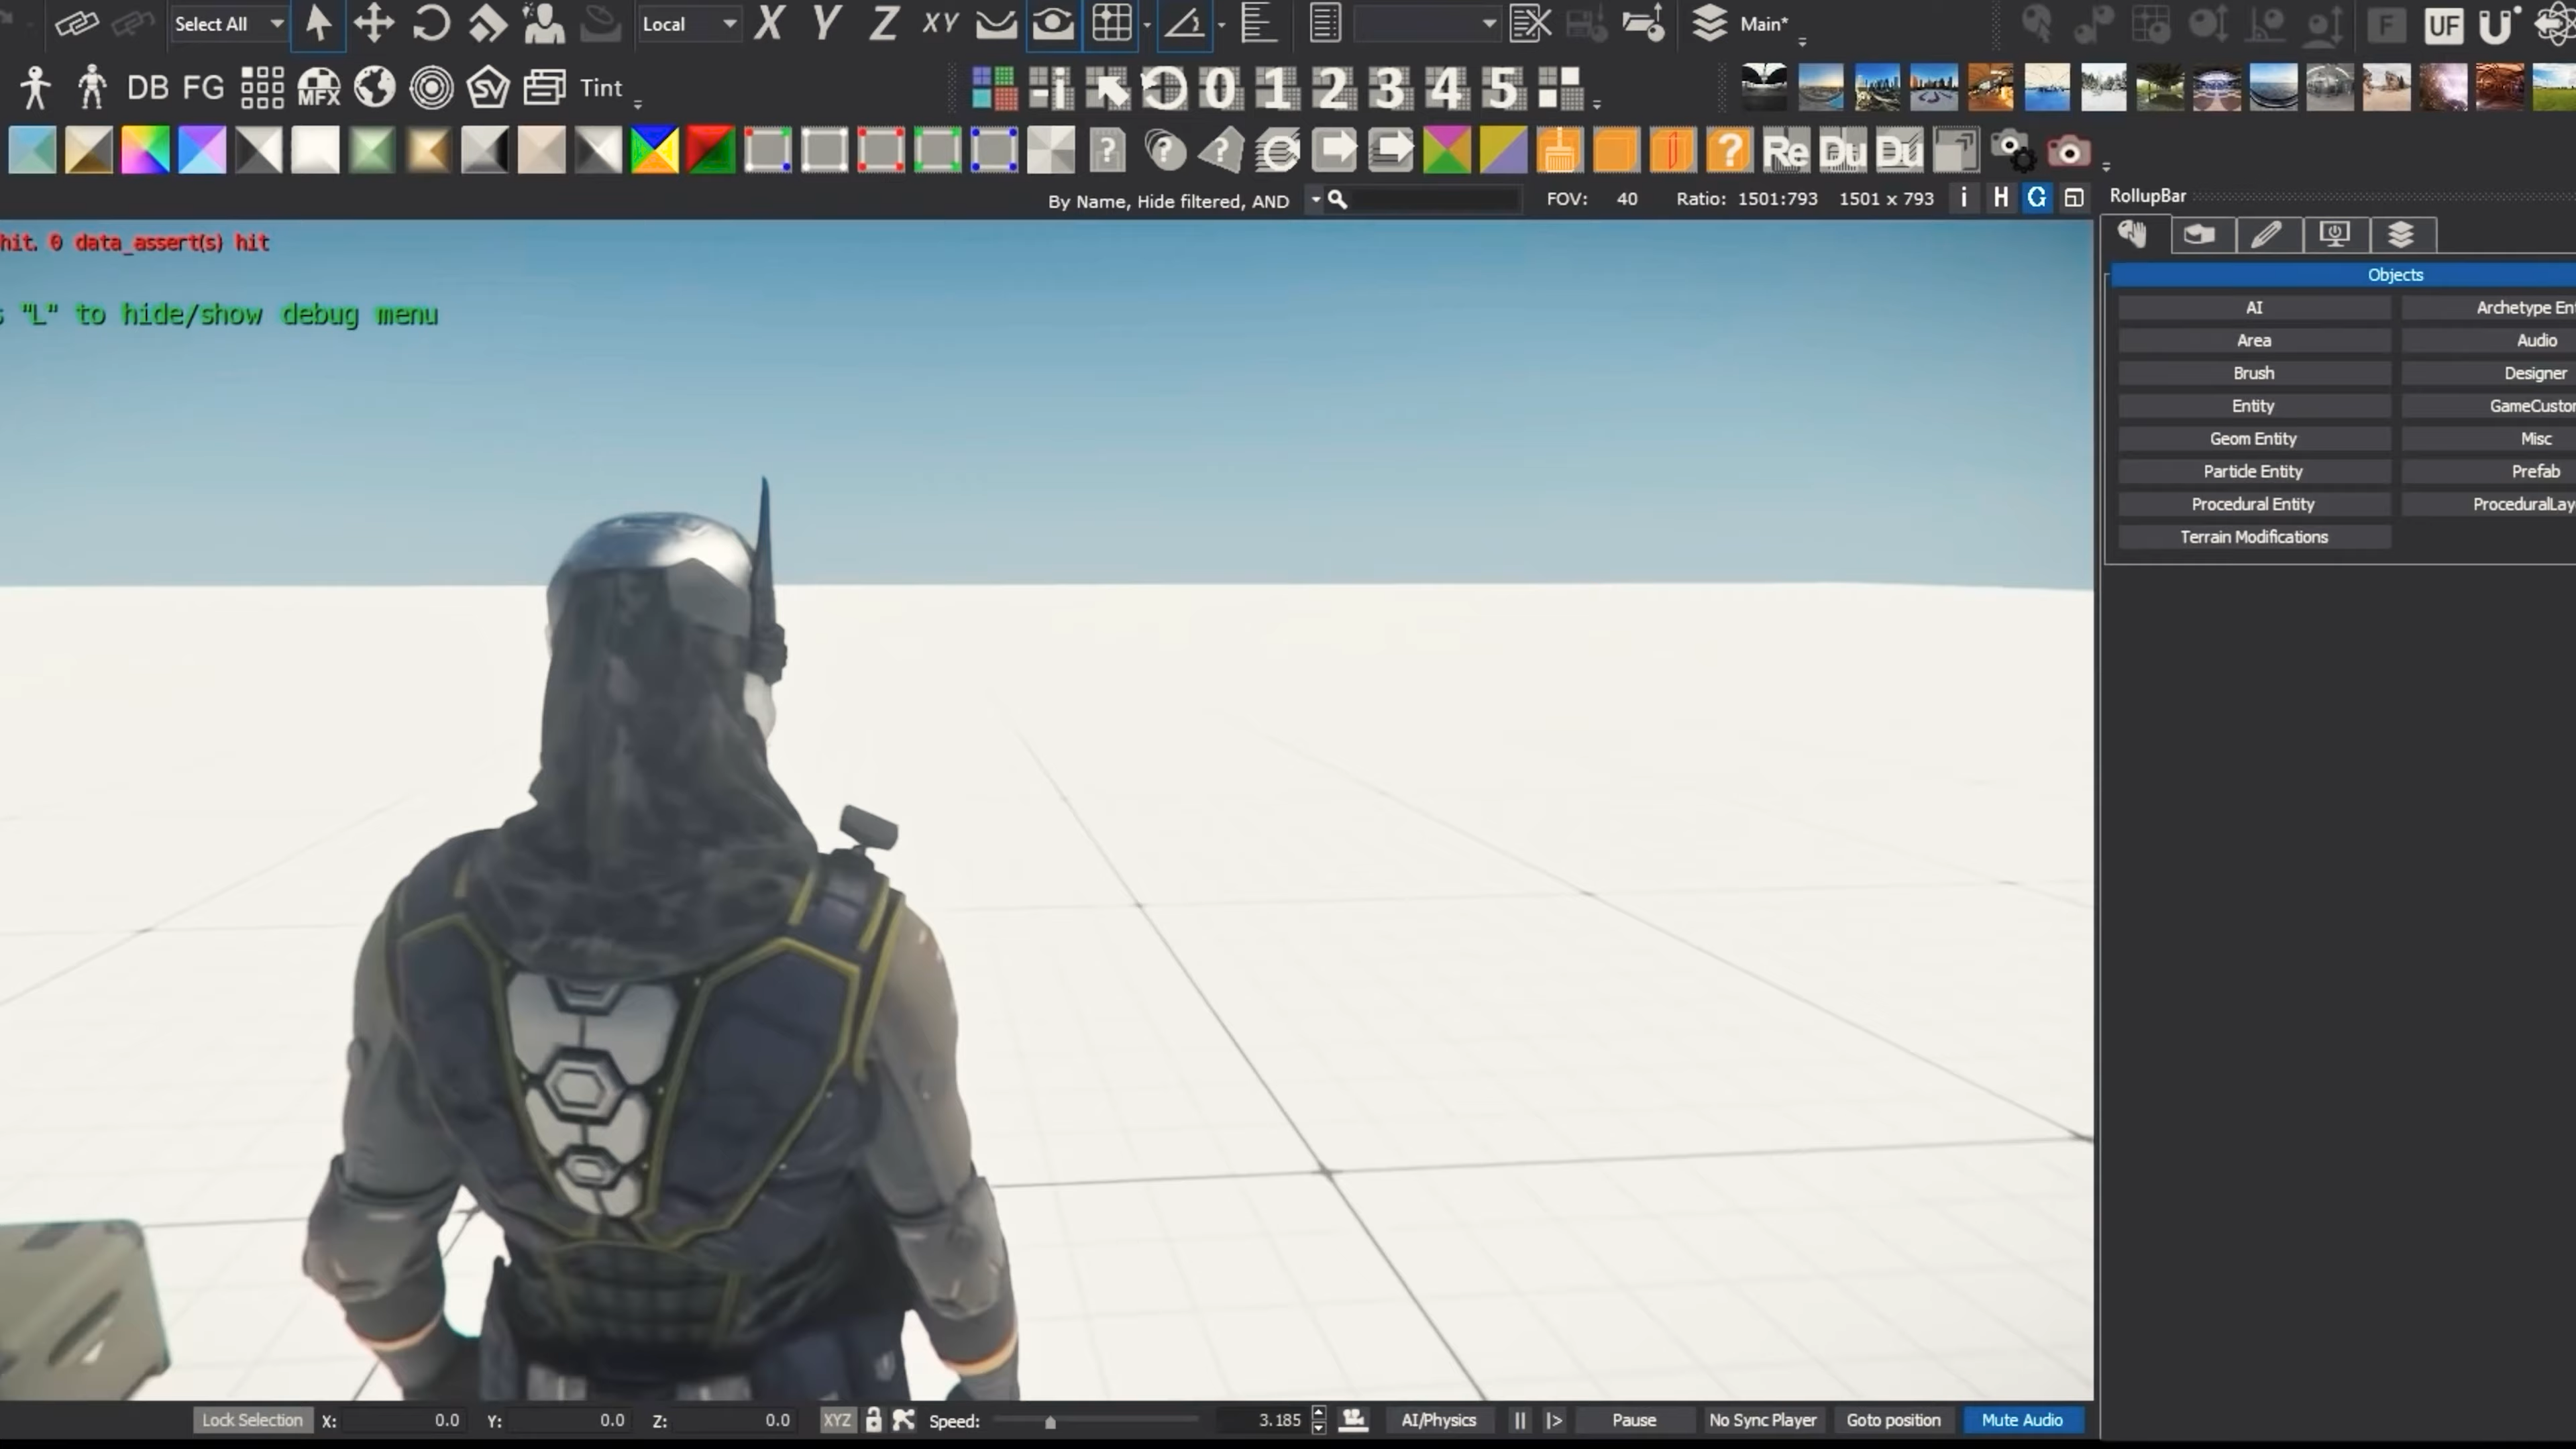 Select All Local X Y Z XY Main* F UF
DB FG MFX SV Tint -i 0 1 2 3 4 5
? ? ? ? Re Du Du
By Name, Hide filtered, AND FOV: 40 Ratio: 1501:793 1501 x 793 i H G RollupBar
hit. 0 data_assert(s) hit
s "L" to hide/show debug menu
Objects
AI Archetype Ent
Area Audio
Brush Designer
Entity GameCustom
Geom Entity Misc
Particle Entity Prefab
Procedural Entity ProceduralLay
Terrain Modifications
Lock Selection X: 0.0 Y: 0.0 Z: 0.0 XYZ Speed: 3.185 AI/Physics Pause No Sync Player Goto position Mute Audio